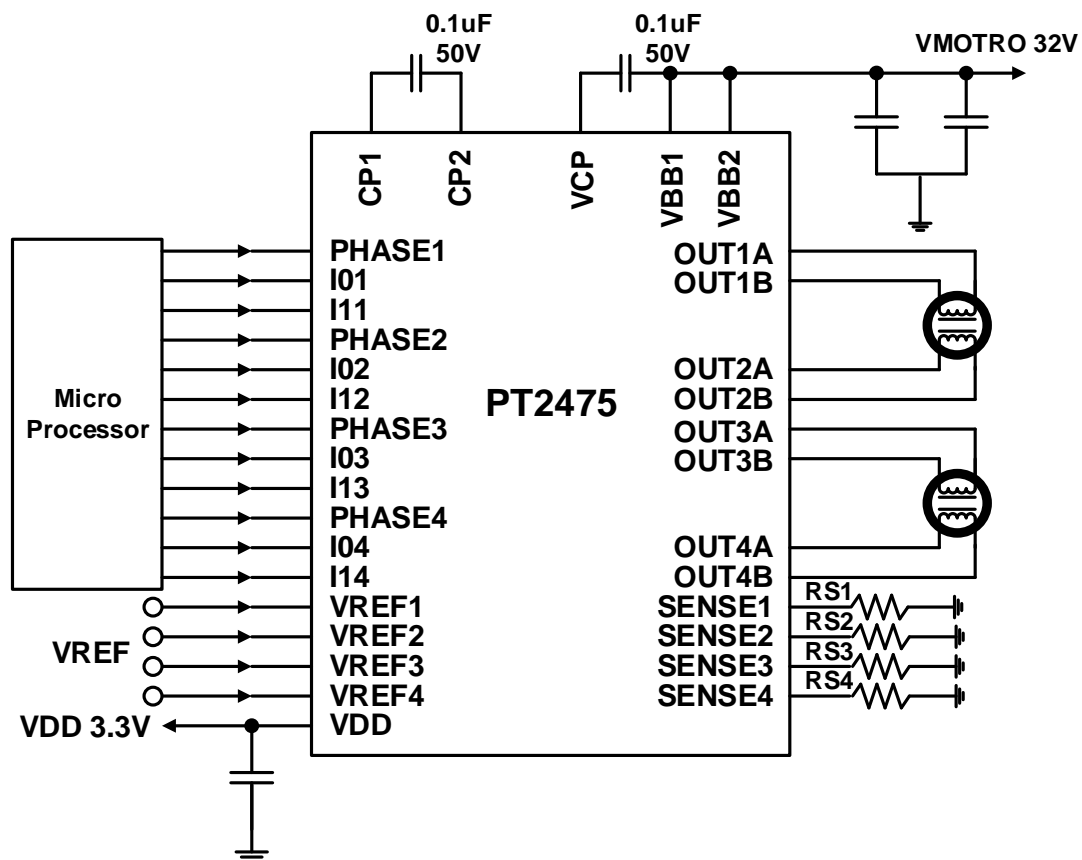 0.1uF
50V
0.1uF
50V
VMOTRO 32V
CP1
CP2
VCP
VBB1
VBB2
Micro
Processor
PHASE1
I01
I11
PHASE2
I02
I12
PHASE3
I03
I13
PHASE4
I04
I14
VREF1
VREF2
VREF3
VREF4
VDD
VREF
VDD 3.3V
PT2475
OUT1A
OUT1B
OUT2A
OUT2B
OUT3A
OUT3B
OUT4A
OUT4B
SENSE1
SENSE2
SENSE3
SENSE4
RS1
RS2
RS3
RS4